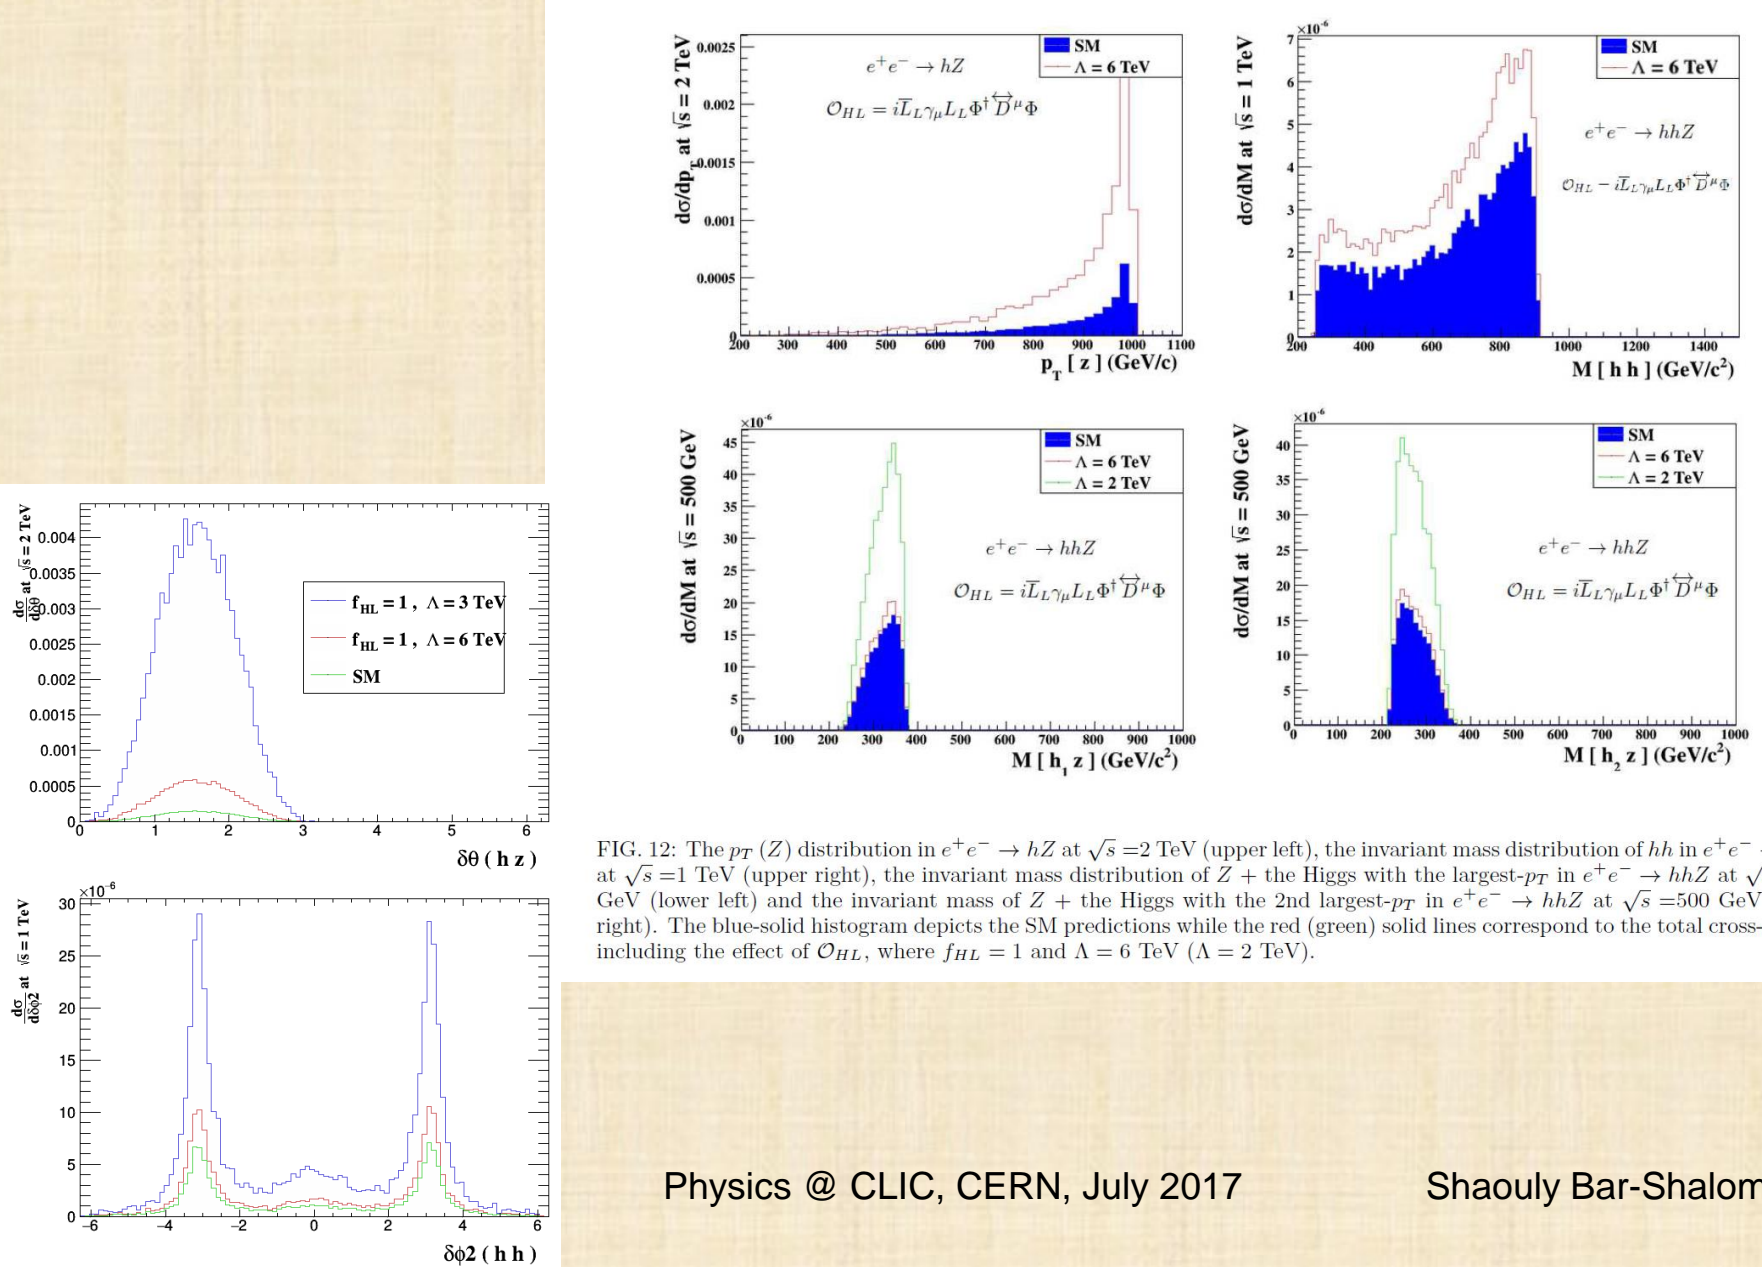 dσ/dp_T at √s = 2 TeV
0.0025
0.002
0.0015
0.001
0.0005
0
SM
Λ = 6 TeV
e⁺e⁻ → hZ
𝒪_HL = iL̄_Lγ_μL_LΦ†D↔^μΦ
200 300 400 500 600 700 800 900 1000 1100
p_T [ z ] (GeV/c)
dσ/dM at √s = 1 TeV
×10⁻⁶
7
6
5
4
3
2
1
0
SM
Λ = 6 TeV
e⁺e⁻ → hhZ
𝒪_HL − iL̄_Lγ_μL_LΦ†D↔^μΦ
200 400 600 800 1000 1200 1400
M [ h h ] (GeV/c²)
dσ/dM at √s = 500 GeV
×10⁻⁶
45
40
35
30
25
20
15
10
5
0
SM
Λ = 6 TeV
Λ = 2 TeV
e⁺e⁻ → hhZ
𝒪_HL = iL̄_Lγ_μL_LΦ†D↔^μΦ
0 100 200 300 400 500 600 700 800 900 1000
M [ h₁ z ] (GeV/c²)
dσ/dM at √s = 500 GeV
×10⁻⁶
40
35
30
25
20
15
10
5
0
SM
Λ = 6 TeV
Λ = 2 TeV
e⁺e⁻ → hhZ
𝒪_HL = iL̄_Lγ_μL_LΦ†D↔^μΦ
0 100 200 300 400 500 600 700 800 900 1000
M [ h₂ z ] (GeV/c²)
dσ/dδθ at √s = 2 TeV
0.004
0.0035
0.003
0.0025
0.002
0.0015
0.001
0.0005
0
f_HL = 1 , Λ = 3 TeV
f_HL = 1 , Λ = 6 TeV
SM
0 1 2 3 4 5 6
δθ ( h z )
dσ/dδϕ2 at √s = 1 TeV
×10⁻⁶
30
25
20
15
10
5
0
−6 −4 −2 0 2 4 6
δϕ2 ( h h )
FIG. 12: The p_T (Z) distribution in e⁺e⁻ → hZ at √s =2 TeV (upper left), the invariant mass distribution of hh in e⁺e⁻
at √s =1 TeV (upper right), the invariant mass distribution of Z + the Higgs with the largest-p_T in e⁺e⁻ → hhZ at √
GeV (lower left) and the invariant mass of Z + the Higgs with the 2nd largest-p_T in e⁺e⁻ → hhZ at √s =500 GeV
right). The blue-solid histogram depicts the SM predictions while the red (green) solid lines correspond to the total cross-
including the effect of 𝒪_HL, where f_HL = 1 and Λ = 6 TeV (Λ = 2 TeV).
Physics @ CLIC, CERN, July 2017
Shaouly Bar-Shalom